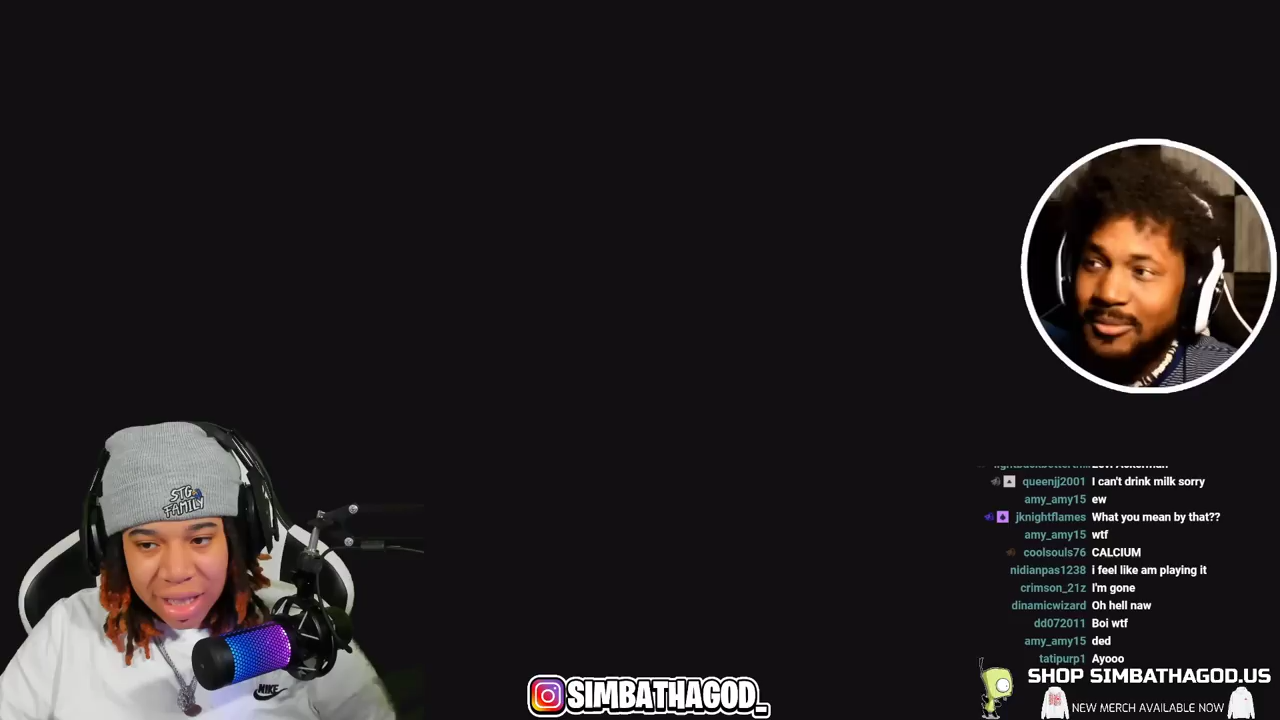 STG
FAMILY
NIKE
queenjj2001 I can't drink milk sorry
amy_amy15 ew
jknightflames What you mean by that??
amy_amy15 wtf
coolsouls76 CALCIUM
nidianpas1238 i feel like am playing it
crimson_21z I'm gone
dinamicwizard Oh hell naw
dd072011 Boi wtf
amy_amy15 ded
tatipurp1 Ayooo
SHOP SIMBATHAGOD.US
NEW MERCH AVAILABLE NOW
SIMBATHAGOD_